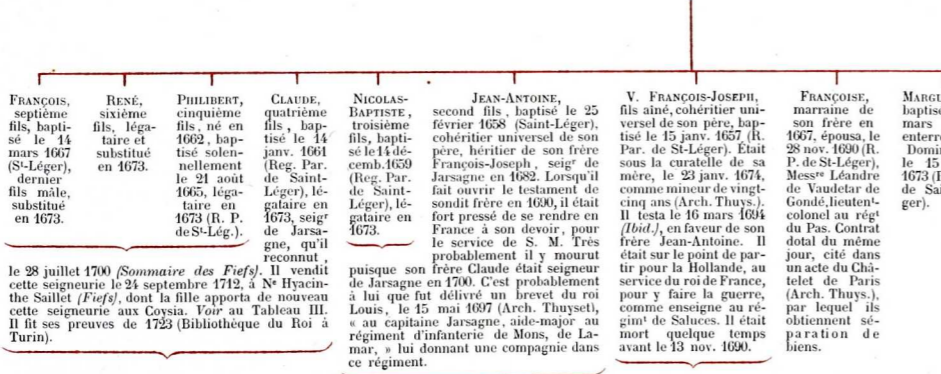 FRANÇOIS,
septième
fils, bapti-
sé le 14
mars 1667
(Sᵗ-Léger),
dernier
fils mâle,
substitué
en 1673.
RENÉ,
sixième
fils, léga-
taire et
substitué
en 1673.
PHILIBERT,
cinquième
fils, né en
1662, bap-
tisé solen-
nellement
le 21 août
1665, léga-
taire en
1673 (R. P.
de Sᵗ-Lég.).
CLAUDE,
quatrième
fils, bap-
tisé le 14
janv. 1661
(Reg. Par.
de Saint-
Léger), lé-
gataire en
1673, seigʳ
de Jarsa-
gne, qu'il
reconnut,
le 28 juillet 1700 (Sommaire des Fiefs). Il vendit
cette seigneurie le 24 septembre 1712, à Nᵉ Hyacin-
the Saillet (Fiefs), dont la fille apporta de nouveau
cette seigneurie aux Coysia. Voir au Tableau III.
Il fit ses preuves de 1723 (Bibliothèque du Roi à
Turin).
NICOLAS-
BAPTISTE,
troisième
fils, bapti-
sé le 14 dé-
cemb. 1659
(Reg. Par.
de Saint-
Léger), lé-
gataire en
1673.
JEAN-ANTOINE,
second fils, baptisé le 25
février 1658 (Saint-Léger),
cohéritier universel de son
père, héritier de son frère
François-Joseph, seigʳ de
Jarsagne en 1682. Lorsqu'il
fait ouvrir le testament de
sondit frère en 1690, il était
fort pressé de se rendre en
France à son devoir, pour
le service de S. M. Très
probablement il y mourut
puisque son frère Claude était seigneur
de Jarsagne en 1700. C'est probablement
à lui que fut délivré un brevet du roi
Louis, le 15 mai 1697 (Arch. Thuyset),
« au capitaine Jarsagne, aide-major au
régiment d'infanterie de Mons, de La-
mar, » lui donnant une compagnie dans
ce régiment.
V. FRANÇOIS-JOSEPH,
fils aîné, cohéritier uni-
versel de son père, bap-
tisé le 15 janv. 1657 (R.
Par. de St-Léger). Était
sous la curatelle de sa
mère, le 23 janv. 1674,
comme mineur de vingt-
cinq ans (Arch. Thuys.).
Il testa le 16 mars 1694
(Ibid.), en faveur de son
frère Jean-Antoine. Il
était sur le point de par-
tir pour la Hollande, au
service du roi de France,
pour y faire la guerre,
comme enseigne au ré-
gimᵗ de Saluces. Il était
mort quelque temps
avant le 13 nov. 1690.
FRANÇOISE,
marraine de
son frère en
1667, épousa, le
28 nov. 1690 (R.
P. de St-Léger),
Messʳᵉ Léandre
de Vaudetar de
Gondé, lieutenᵗ-
colonel au régᵗ
du Pas. Contrat
dotal du même
jour, cité dans
un acte du Châ-
telet de Paris
(Arch. Thuys.),
par lequel ils
obtiennent sé-
paration de
biens.
MARGU
baptisé
mars
enterr
Domin
le 15
1673 (I
de Sai
ger).